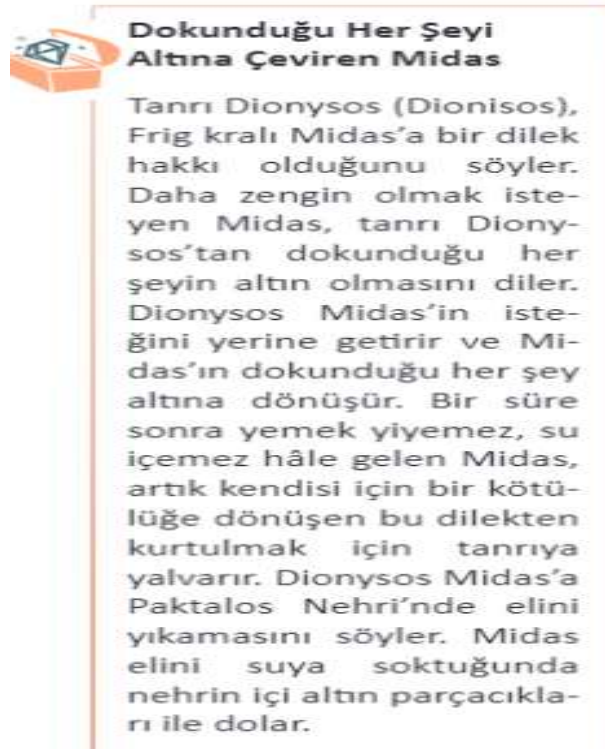 Dokunduğu Her Şeyi
Altına Çeviren Midas
Tanrı Dionysos (Dionisos),
Frig kralı Midas’a bir dilek
hakkı olduğunu söyler.
Daha zengin olmak iste-
yen Midas, tanrı Diony-
sos’tan dokunduğu her
şeyin altın olmasını diler.
Dionysos Midas’in iste-
ğini yerine getirir ve Mi-
das’ın dokunduğu her şey
altına dönüşür. Bir süre
sonra yemek yiyemez, su
içemez hâle gelen Midas,
artık kendisi için bir kötü-
lüğe dönüşen bu dilekten
kurtulmak için tanrıya
yalvarır. Dionysos Midas’a
Paktalos Nehri’nde elini
yıkamasını söyler. Midas
elini suya soktuğunda
nehrin içi altın parçacıkla-
rı ile dolar.